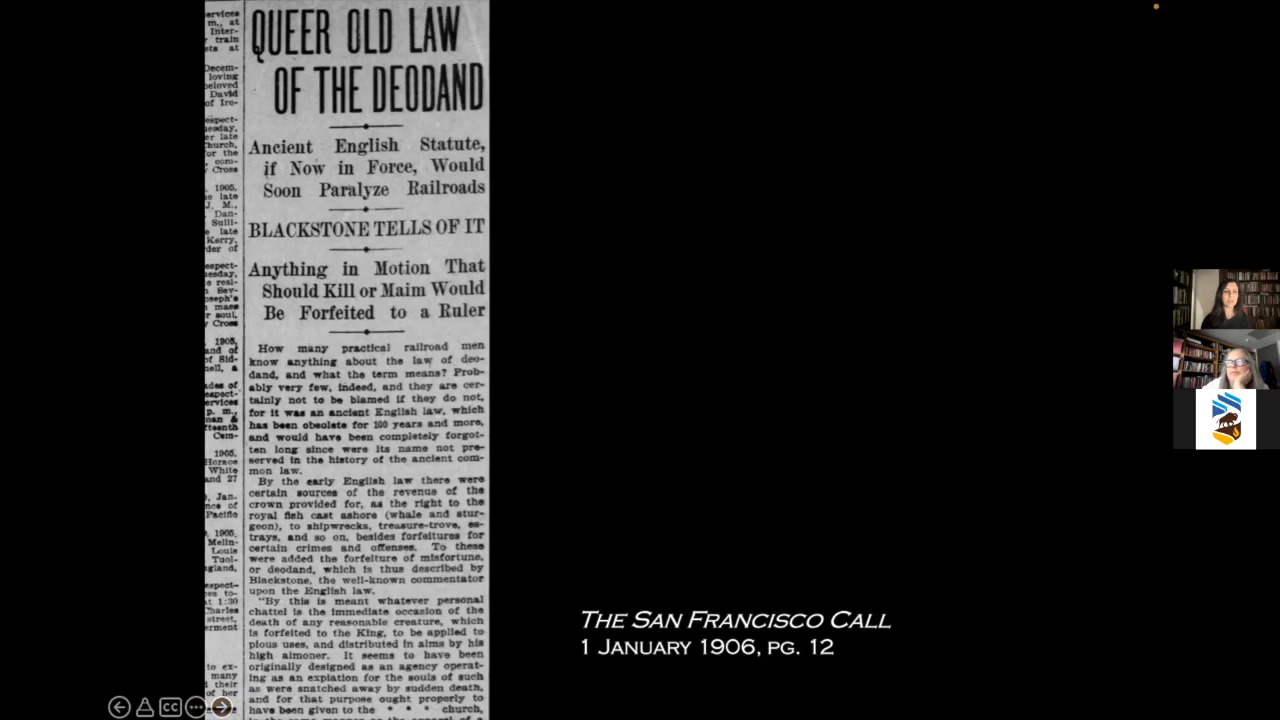 QUEER OLD LAW
OF THE DEODAND
Ancient English Statute,
if Now in Force, Would
Soon Paralyze Railroads
BLACKSTONE TELLS OF IT
Anything in Motion That
Should Kill or Maim Would
Be Forfeited to a Ruler
How many practical railroad men
know anything about the law of deo-
dand, and what the term means? Prob-
ably very few, indeed, and they are cer-
tainly not to be blamed if they do not,
for it was an ancient English law, which
has been obsolete for 100 years and more,
and would have been completely forgot-
ten long since were its name not pre-
served in the history of the ancient com-
mon law.
By the early English law there were
certain sources of the revenue of the
crown provided for, as the right to the
royal fish cast ashore (whale and stur-
geon), to shipwrecks, treasure-trove, es-
trays, and so on, besides forfeitures for
certain crimes and offenses. To these
were added the forfeiture of misfortune,
or deodand, which is thus described by
Blackstone, the well-known commentator
upon the English law.
"By this is meant whatever personal
chattel is the immediate occasion of the
death of any reasonable creature, which
is forfeited to the King, to be applied to
pious uses, and distributed in alms by his
high almoner. It seems to have been
originally designed as an agency operat-
ing as an expiation for the souls of such
as were snatched away by sudden death,
and for that purpose ought properly to
have been given to the * * * church,
THE SAN FRANCISCO CALL
1 JANUARY 1906, PG. 12
CC